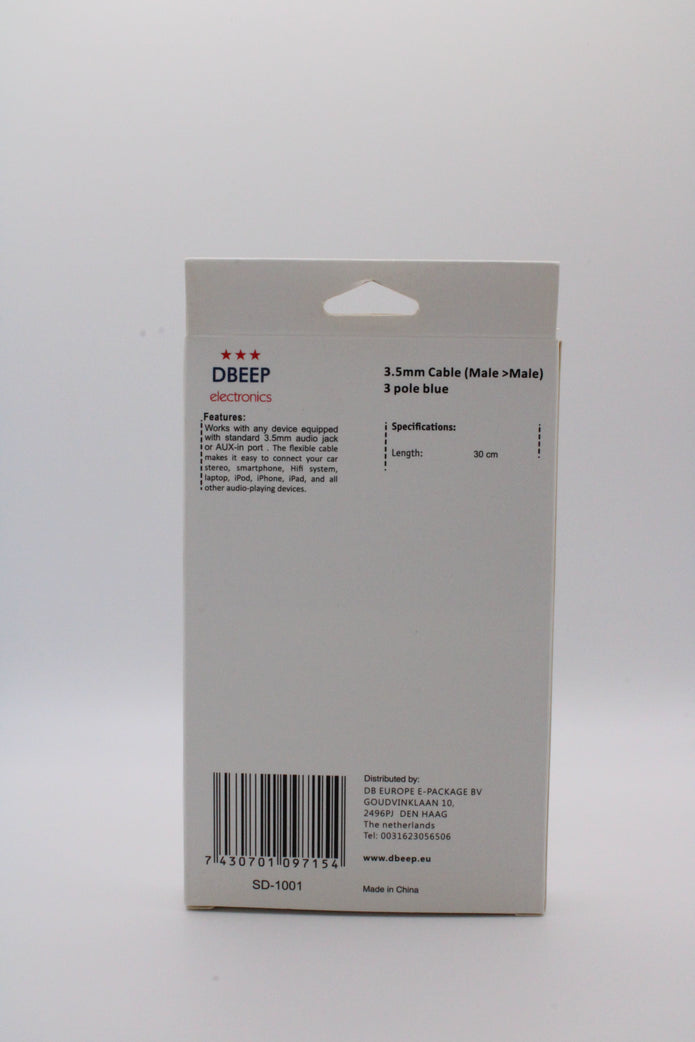 DBEEP
electronics
Features:
Works with any device equipped
with standard 3.5mm audio jack
or AUX-in port . The flexible cable
makes it easy to connect your car
stereo, smartphone, Hifi system,
laptop, iPod, iPhone, iPad, and all
other audio-playing devices.
3.5mm Cable (Male >Male)
3 pole blue
Specifications:
Length: 30 cm
7 430701 097154
SD-1001
Distributed by:
DB EUROPE E-PACKAGE BV
GOUDVINKLAAN 10,
2496PJ DEN HAAG
The netherlands
Tel: 0031623056506
www.dbeep.eu
Made in China